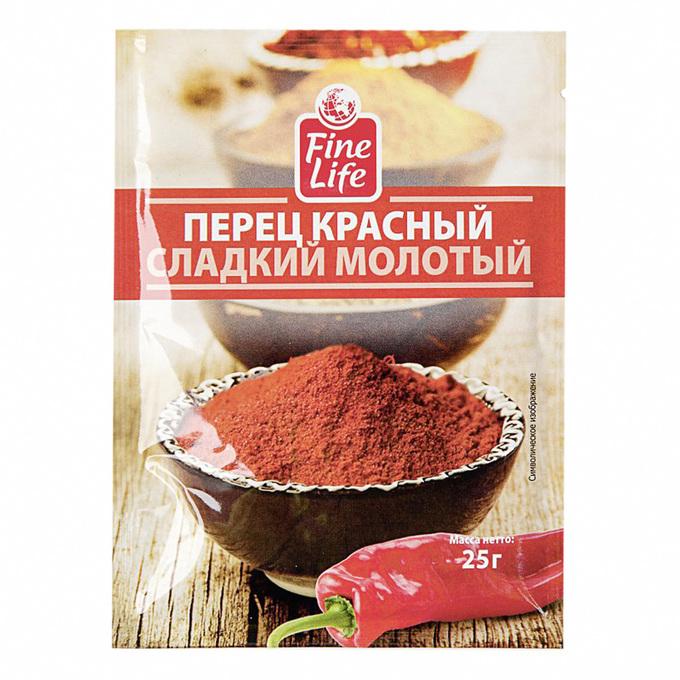 Fine
Life
ПЕРЕЦ КРАСНЫЙ
СЛАДКИЙ МОЛОТЫЙ
Символическое изображение
Масса нетто:
25г